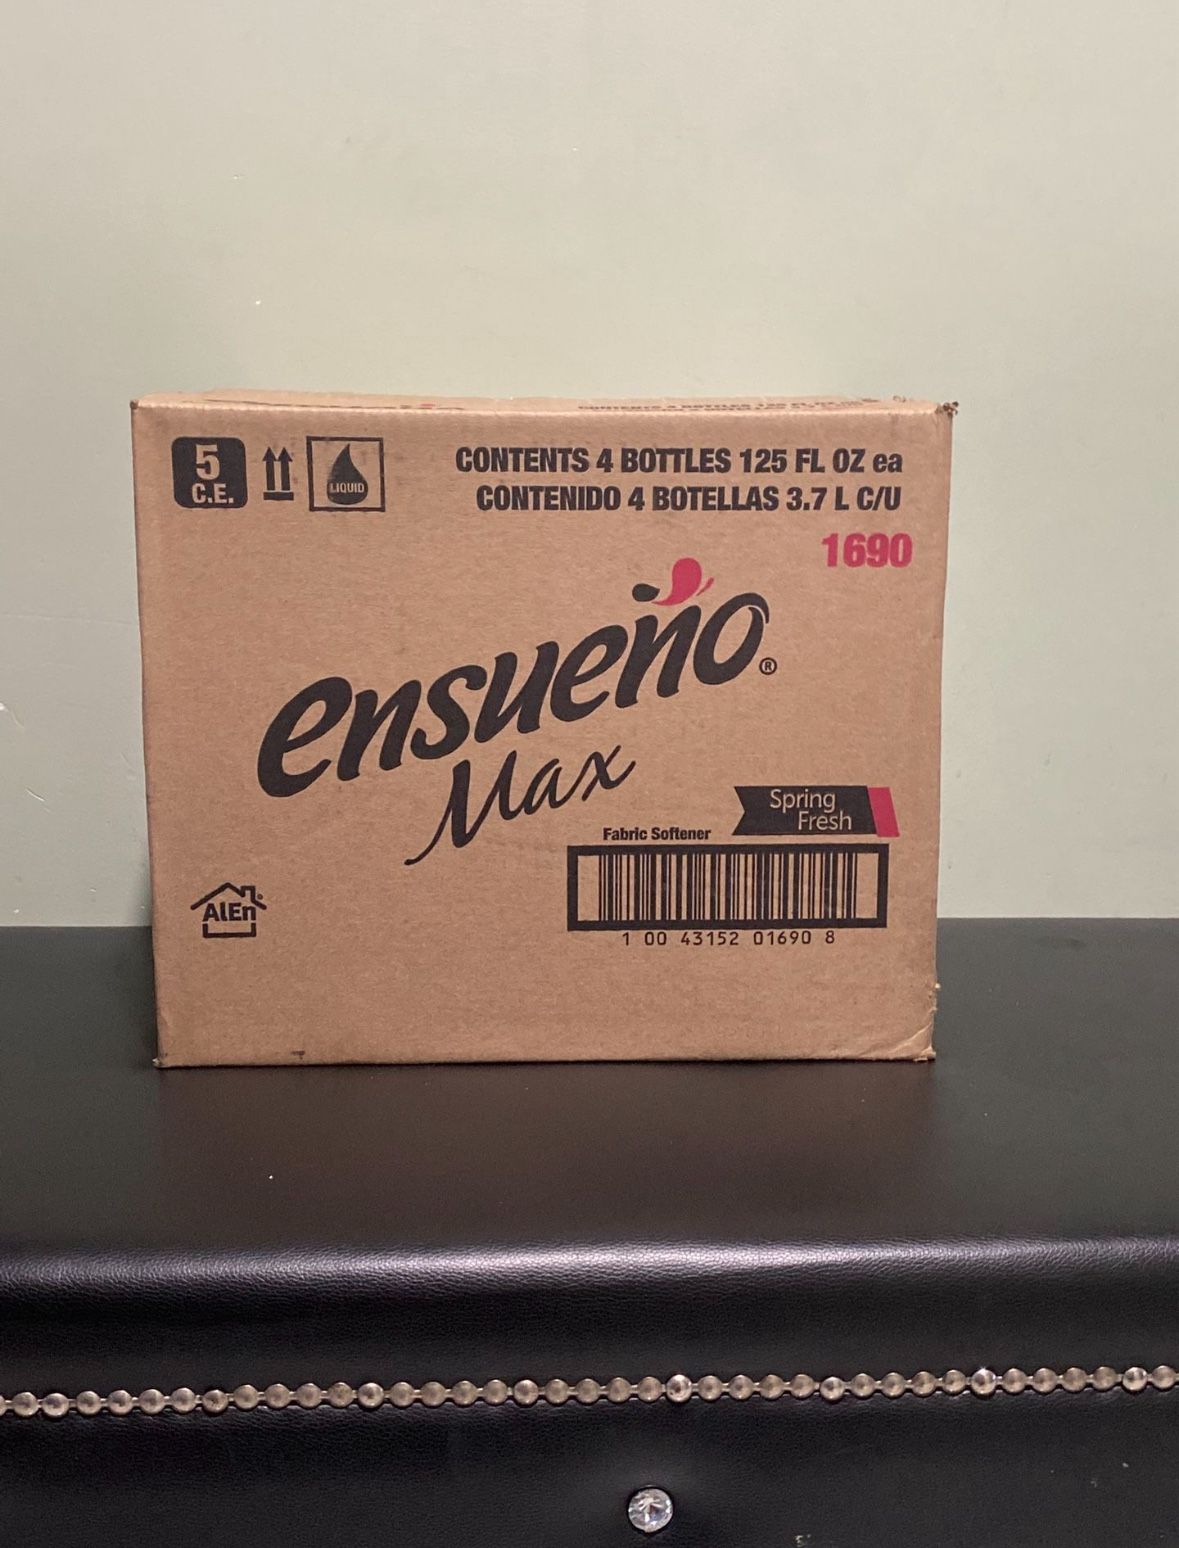 5
C.E.
LIQUID
CONTENTS 4 BOTTLES 125 FL OZ ea
CONTENIDO 4 BOTELLAS 3.7 L C/U
1690
ensueño®
Max
Spring
Fresh
Fabric Softener
AlEn®
1 00 43152 01690 8